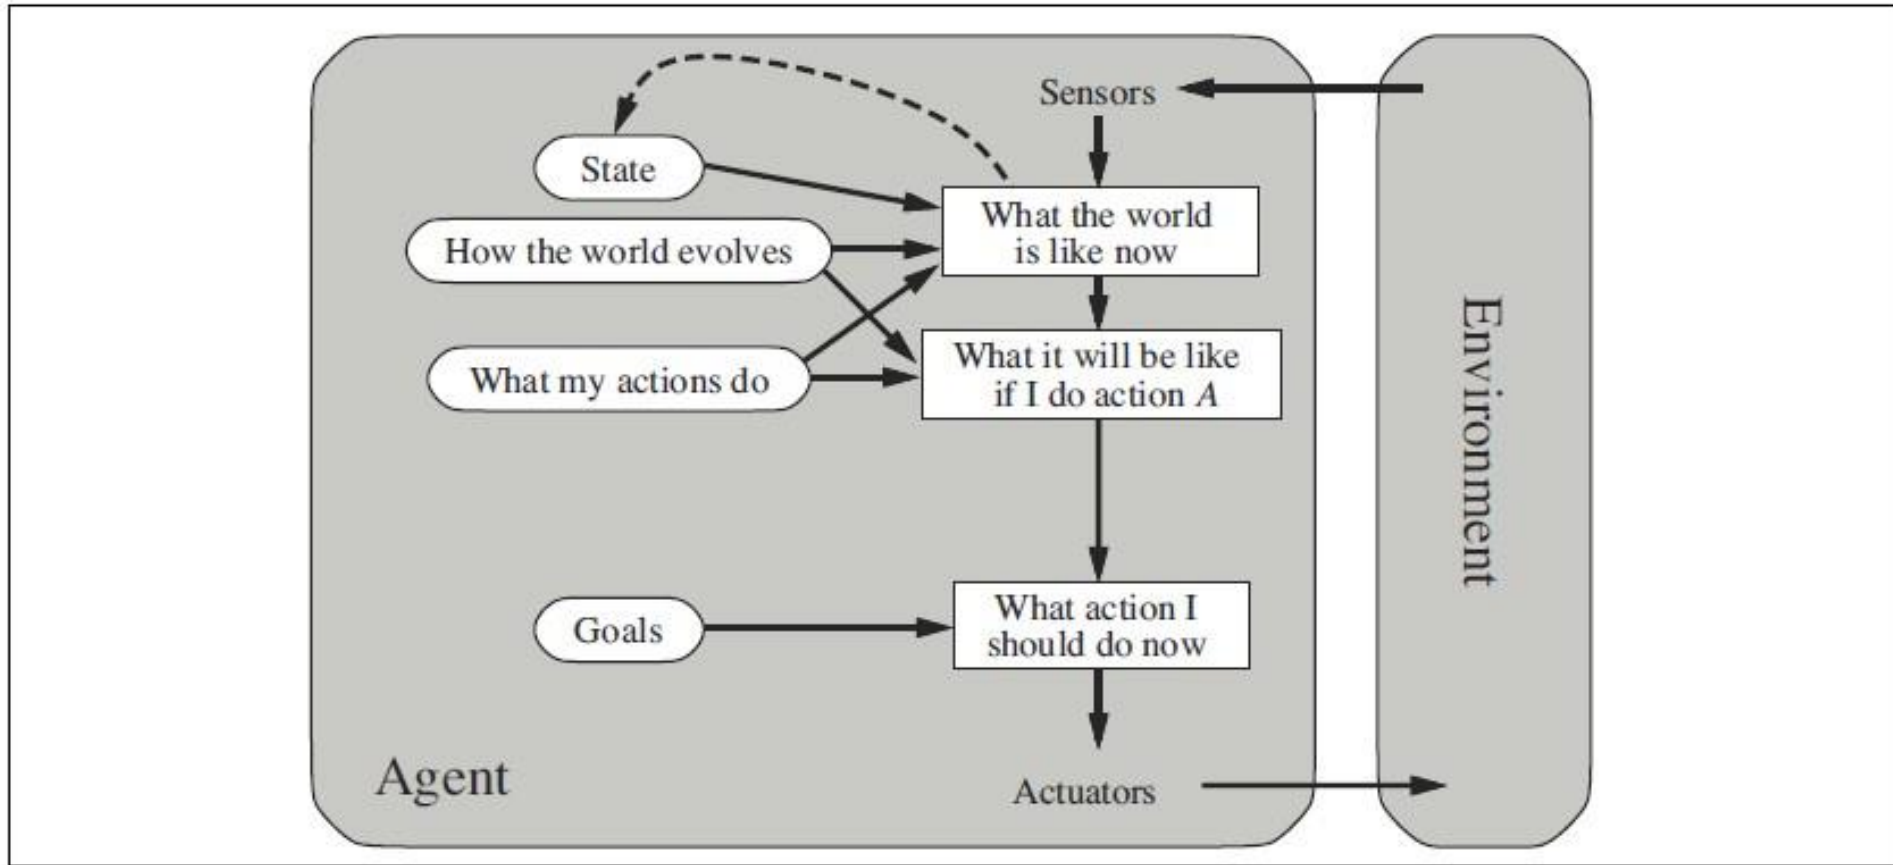 Sensors
State
What the world
is like now
How the world evolves
What it will be like
if I do action A
What my actions do
Environment
Goals
What action I
should do now
Agent
Actuators